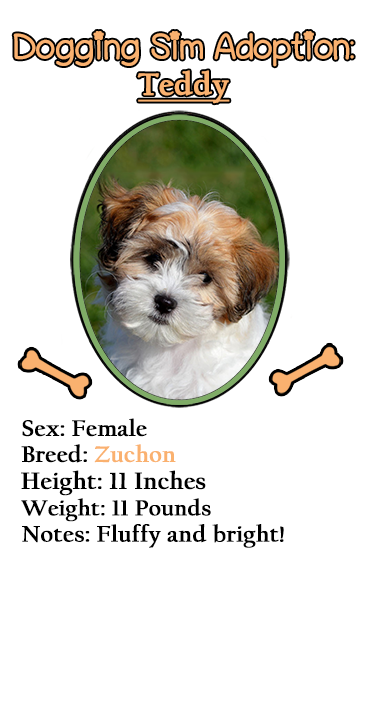 Dogging Sim Adoption:
Teddy
Sex: Female
Breed: Zuchon
Height: 11 Inches
Weight: 11 Pounds
Notes: Fluffy and bright!